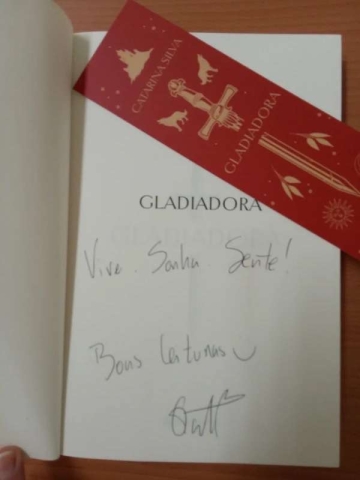 CATARINA SILVA
GLADIADORA
GLADIADORA
Viva. Sonha. Sente!
Boas leituras